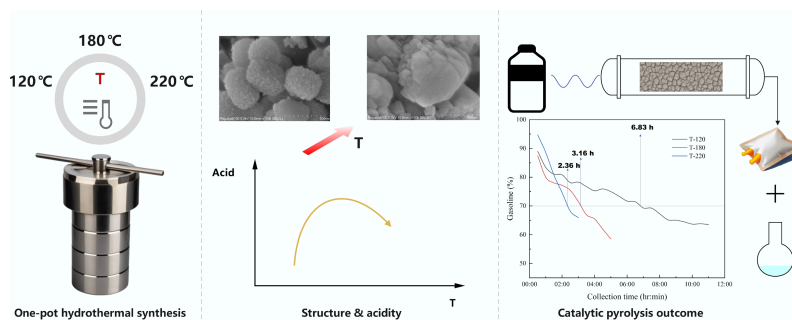 180℃
120℃
T
220℃
One-pot hydrothermal synthesis
T
Acid
T
Structure & acidity
6.83 h
3.16 h
2.36 h
T-120
T-180
T-220
Gasoline (%)
100
90
80
70
60
50
00:00
02:00
04:00
06:00
08:00
10:00
12:00
Collection time (hr:min)
+
Catalytic pyrolysis outcome